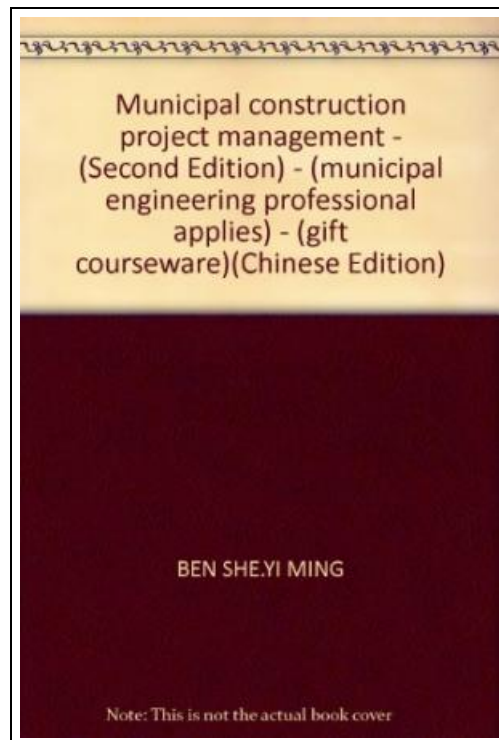 Municipal construction
project management -
(Second Edition) - (municipal
engineering professional
applies) - (gift
courseware)(Chinese Edition)
BEN SHE.YI MING
Note: This is not the actual book cover